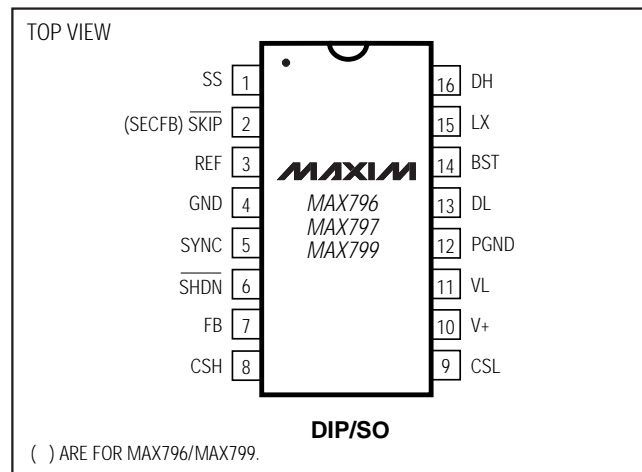 TOP VIEW
SS 1
(SECFB) SKIP 2
REF 3
GND 4
SYNC 5
SHDN 6
FB 7
CSH 8
MAXIM
MAX796
MAX797
MAX799
16 DH
15 LX
14 BST
13 DL
12 PGND
11 VL
10 V+
9 CSL
DIP/SO
( ) ARE FOR MAX796/MAX799.